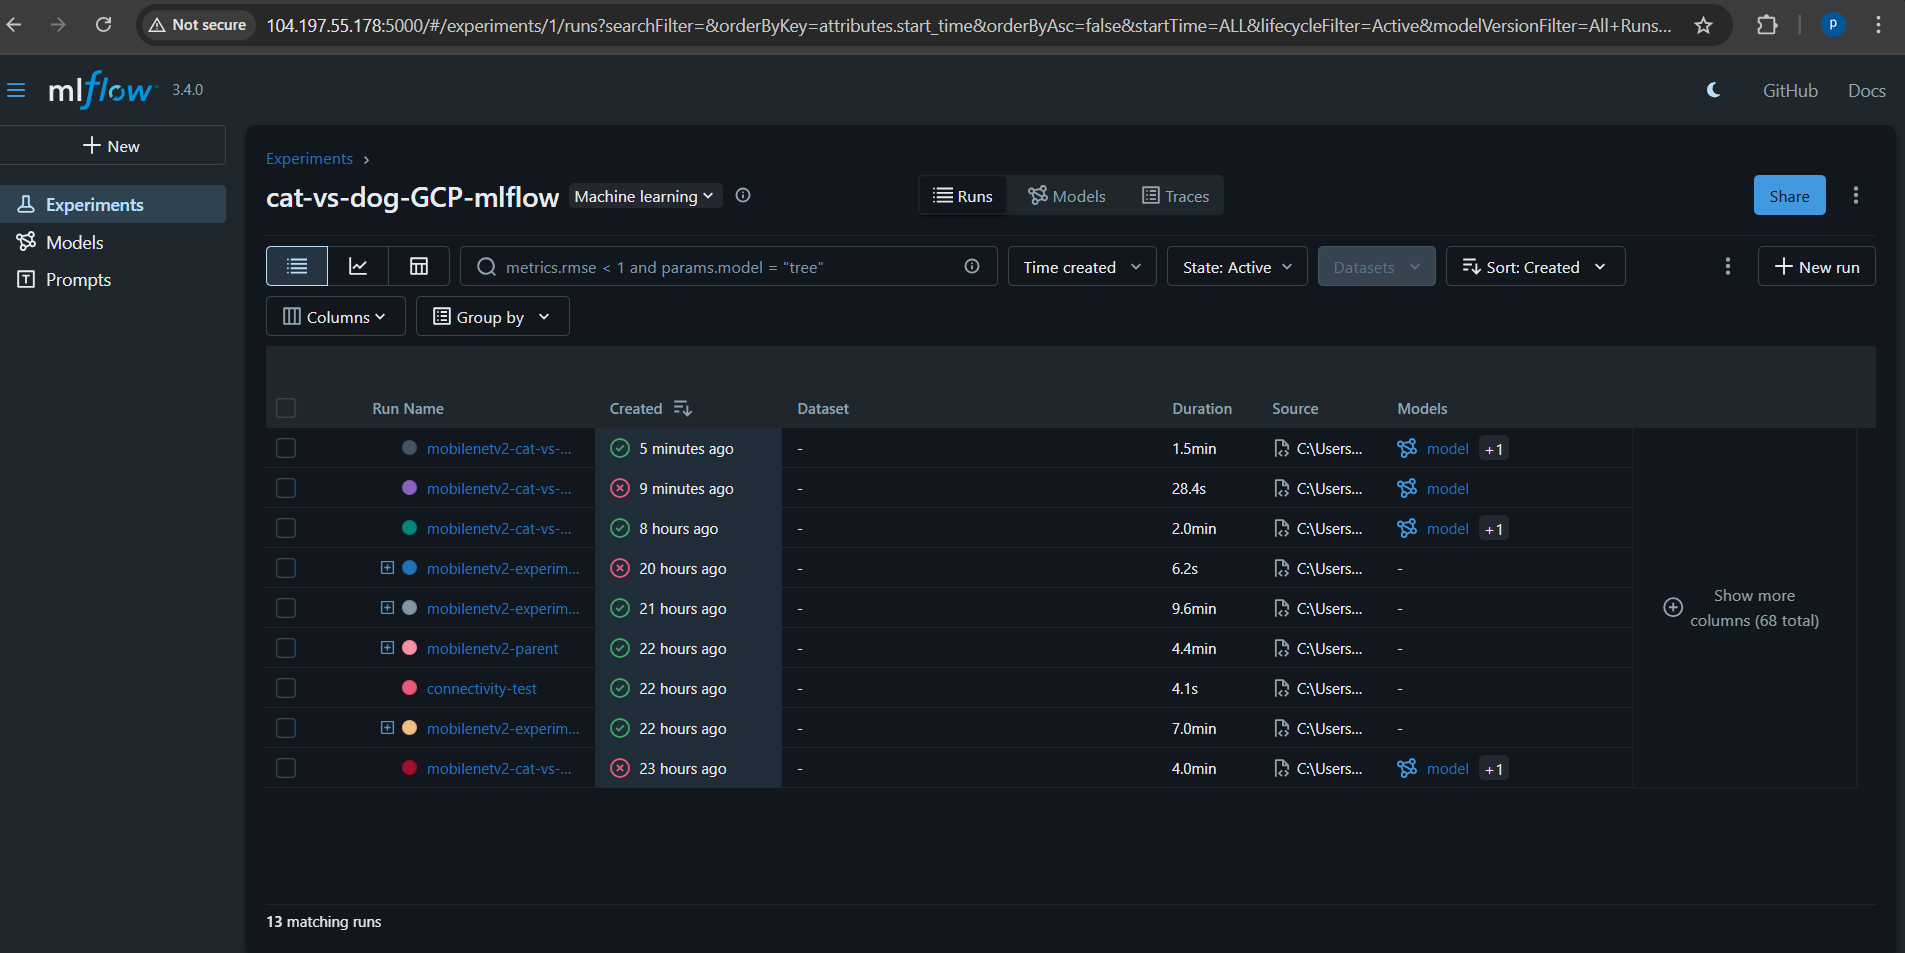 Not secure 104.197.55.178:5000/#/experiments/1/runs?searchFilter=&orderByKey=attributes.start_time&orderByAsc=false&startTime=ALL&lifecycleFilter=Active&modelVersionFilter=All+Runs... p
mlflow™ 3.4.0 GitHub Docs
New
Experiments
Models
Prompts
Experiments ›
cat-vs-dog-GCP-mlflow Machine learning Runs Models Traces Share
metrics.rmse < 1 and params.model = "tree" Time created State: Active Datasets Sort: Created New run
Columns Group by
Run Name Created Dataset Duration Source Models
mobilenetv2-cat-vs-... 5 minutes ago - 1.5min C:\Users... model +1
mobilenetv2-cat-vs-... 9 minutes ago - 28.4s C:\Users... model
mobilenetv2-cat-vs-... 8 hours ago - 2.0min C:\Users... model +1
mobilenetv2-experim... 20 hours ago - 6.2s C:\Users... -
mobilenetv2-experim... 21 hours ago - 9.6min C:\Users... -
mobilenetv2-parent 22 hours ago - 4.4min C:\Users... -
connectivity-test 22 hours ago - 4.1s C:\Users... -
mobilenetv2-experim... 22 hours ago - 7.0min C:\Users... -
mobilenetv2-cat-vs-... 23 hours ago - 4.0min C:\Users... model +1
Show more
columns (68 total)
13 matching runs